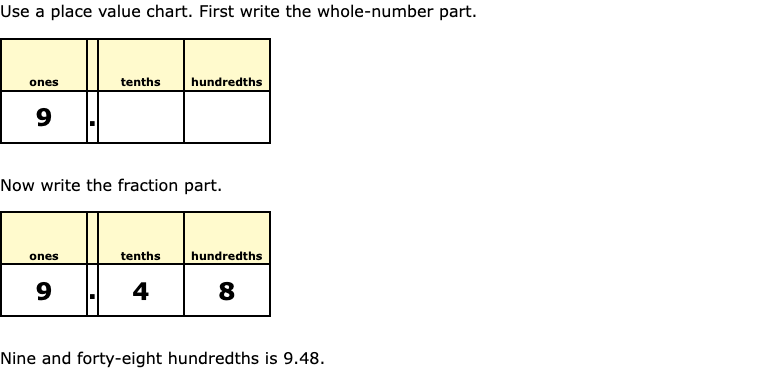 Use a place value chart. First write the whole-number part.
ones tenths hundredths
9 .
Now write the fraction part.
ones tenths hundredths
9 . 4 8
Nine and forty-eight hundredths is 9.48.